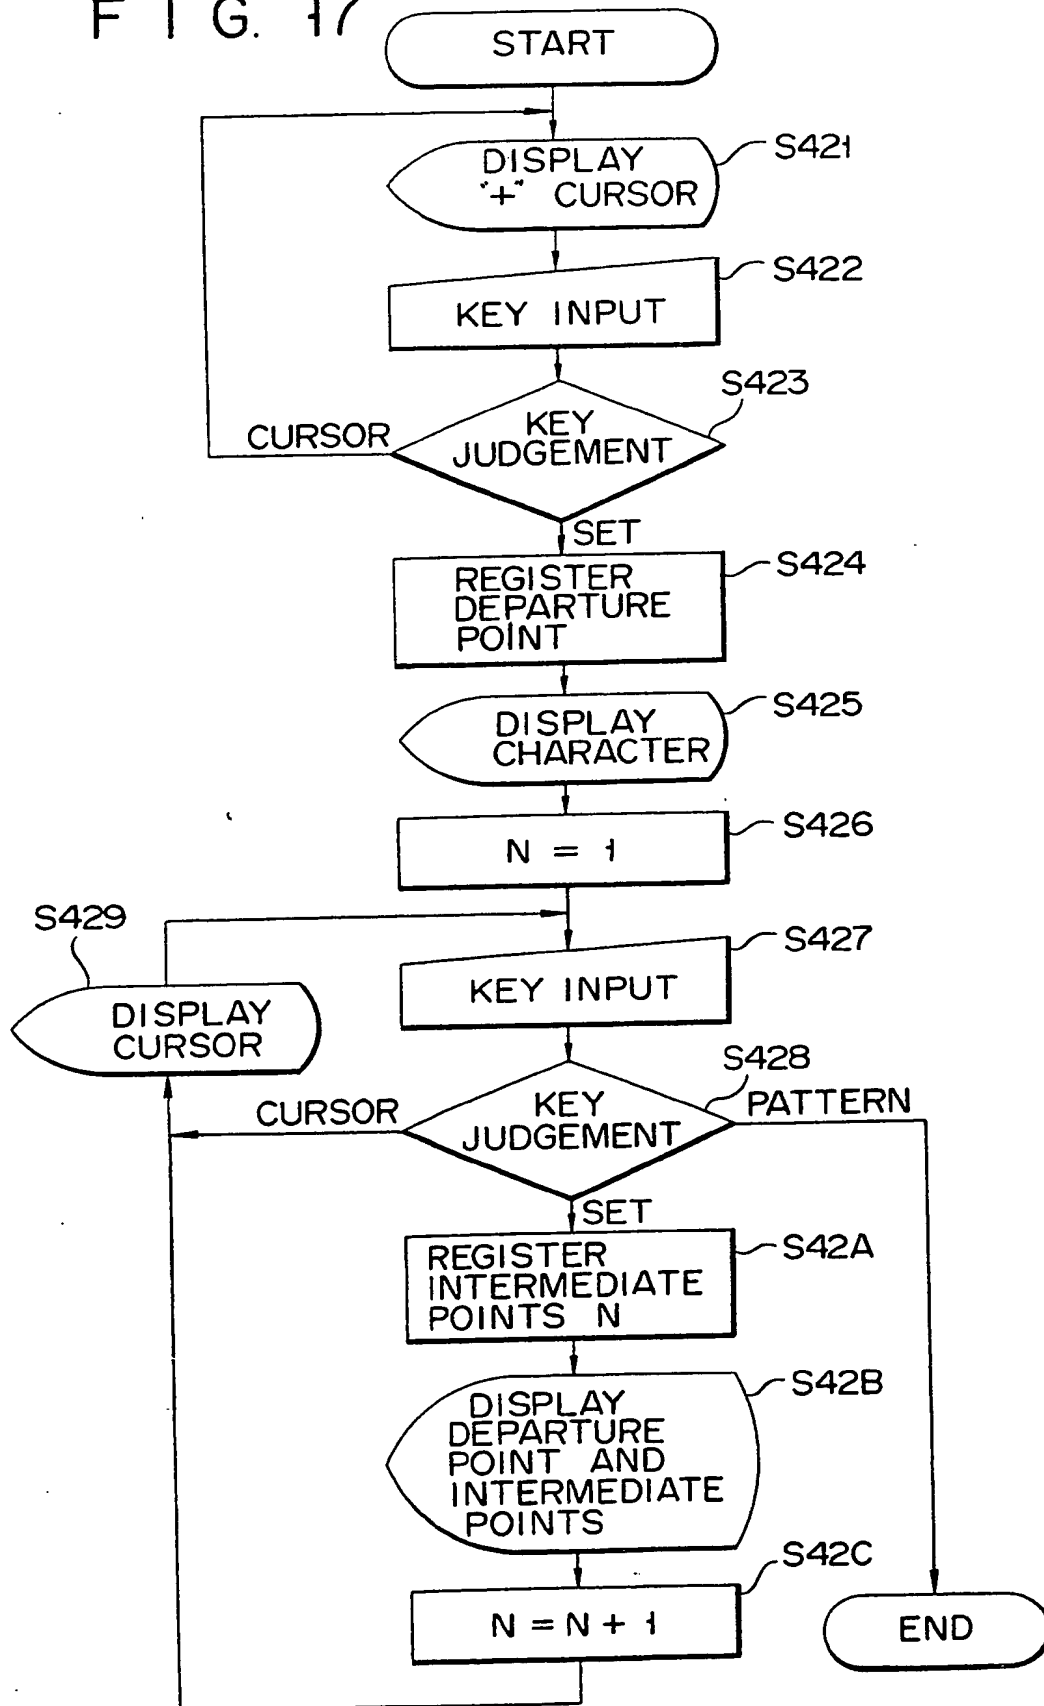 FIG. 17
START
DISPLAY
"+" CURSOR
S421
KEY INPUT
S422
KEY
JUDGEMENT
S423
CURSOR
SET
REGISTER
DEPARTURE
POINT
S424
DISPLAY
CHARACTER
S425
N = 1
S426
S429
DISPLAY
CURSOR
KEY INPUT
S427
KEY
JUDGEMENT
S428
CURSOR
PATTERN
SET
REGISTER
INTERMEDIATE
POINTS N
S42A
DISPLAY
DEPARTURE
POINT AND
INTERMEDIATE
POINTS
S42B
N = N + 1
S42C
END